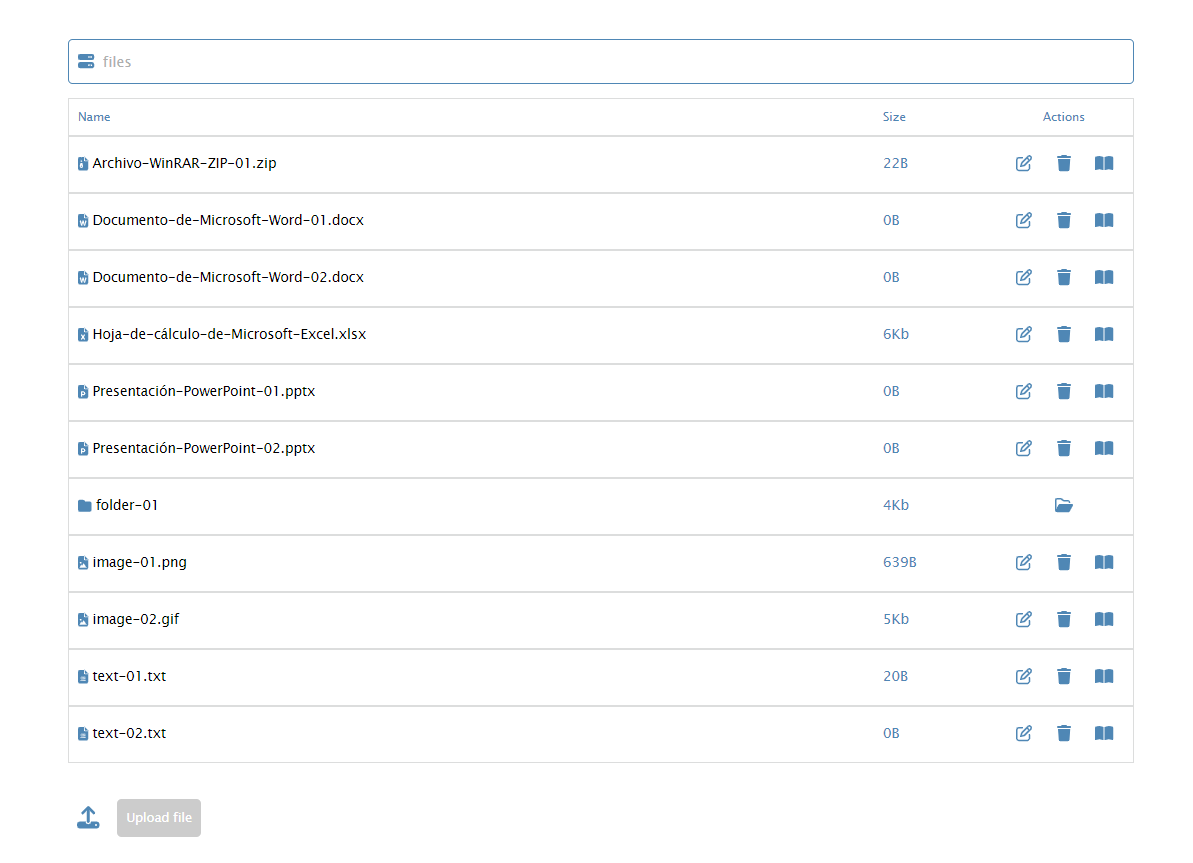 files
Name Size Actions
Archivo-WinRAR-ZIP-01.zip 22B
Documento-de-Microsoft-Word-01.docx 0B
Documento-de-Microsoft-Word-02.docx 0B
Hoja-de-cálculo-de-Microsoft-Excel.xlsx 6Kb
Presentación-PowerPoint-01.pptx 0B
Presentación-PowerPoint-02.pptx 0B
folder-01 4Kb
image-01.png 639B
image-02.gif 5Kb
text-01.txt 20B
text-02.txt 0B
Upload file